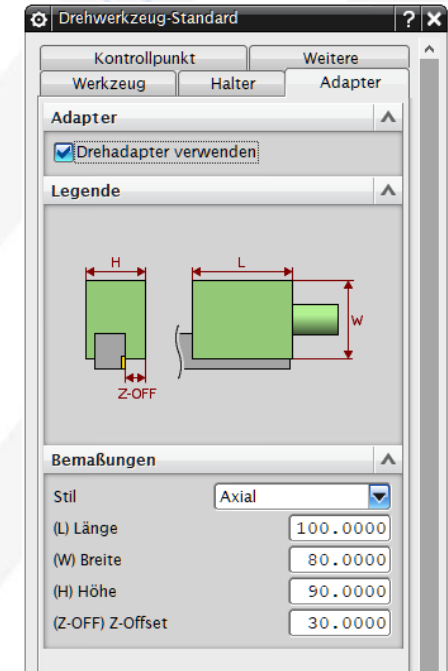 Drehwerkzeug-Standard ? X
Kontrollpunkt Weitere
Werkzeug Halter Adapter
Adapter
Drehadapter verwenden
Legende
H L
W
Z-OFF
Bemaßungen
Stil Axial
(L) Länge 100.0000
(W) Breite 80.0000
(H) Höhe 90.0000
(Z-OFF) Z-Offset 30.0000